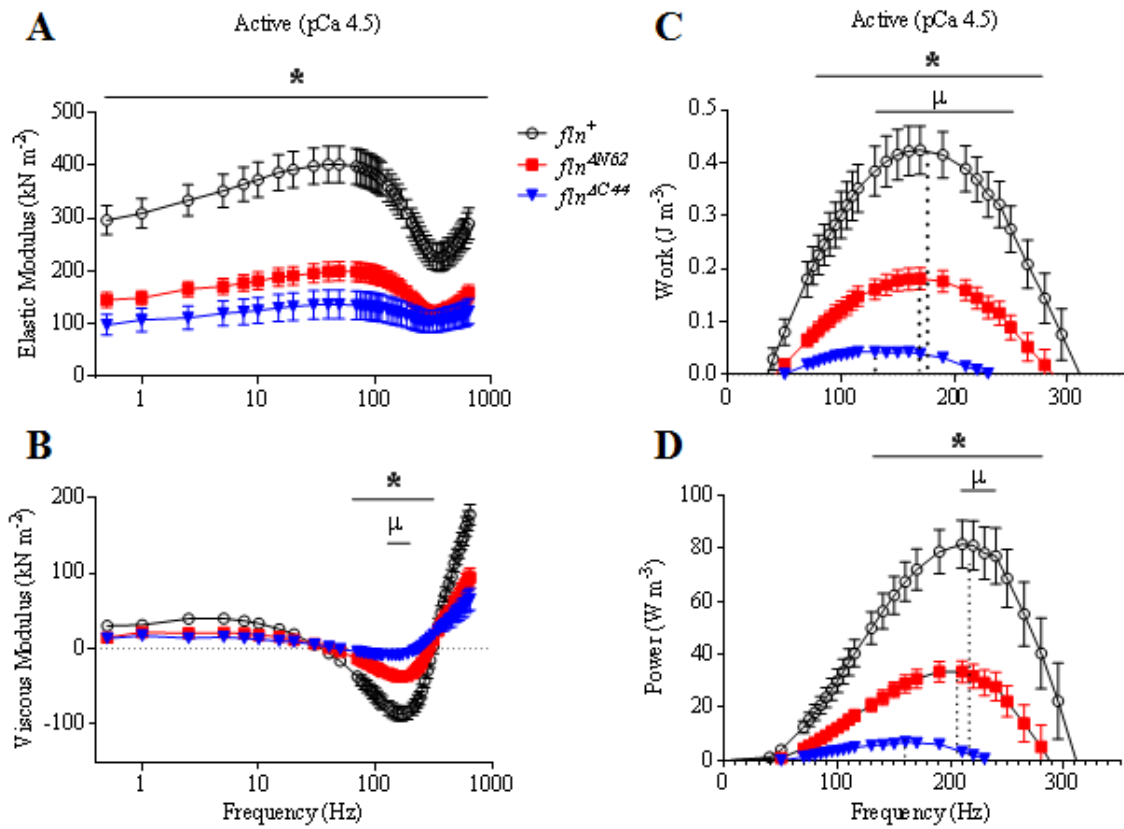 A
Active (pCa 4.5)
*
Elastic Modulus (kN m⁻²)
500
400
300
200
100
0
1
10
100
1000
fln⁺
fln^ΔN62
fln^ΔC44
B
*
μ
Viscous Modulus (kN m⁻²)
200
100
0
-100
1
10
100
1000
Frequency (Hz)
C
Active (pCa 4.5)
*
μ
Work (J m⁻³)
0.5
0.4
0.3
0.2
0.1
0.0
0
100
200
300
D
*
μ
Power (W m⁻³)
100
80
60
40
20
0
0
100
200
300
Frequency (Hz)